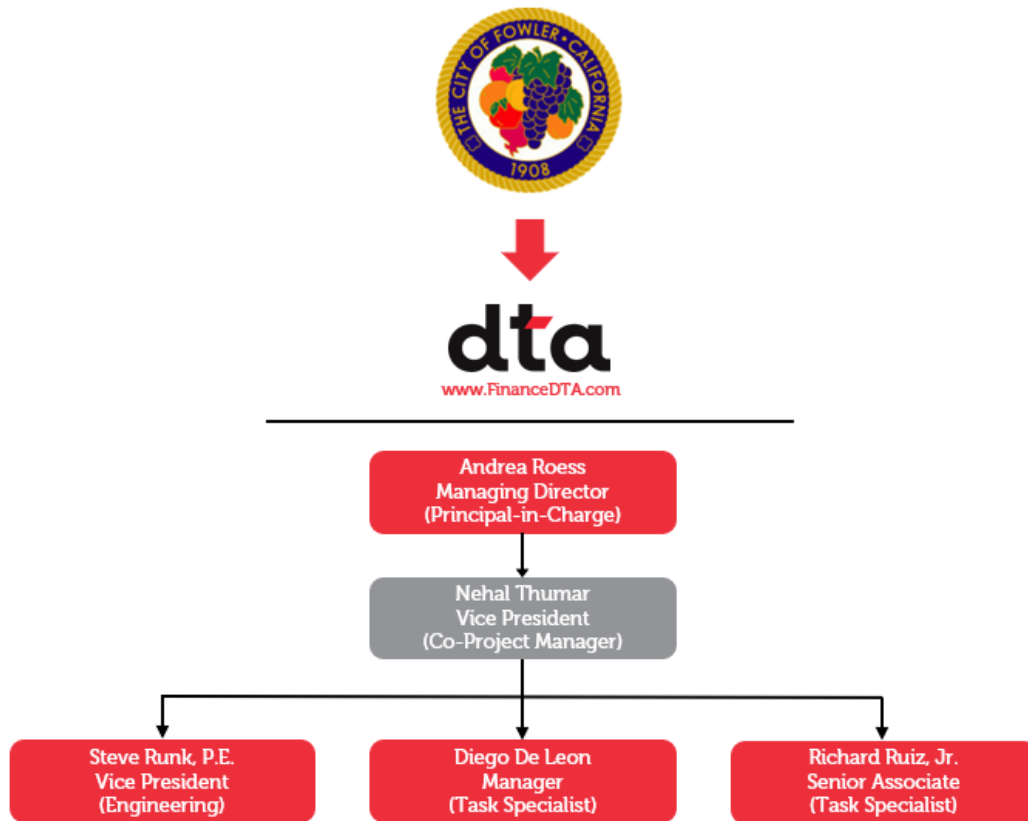 THE CITY OF FOWLER • CALIFORNIA
1908
dta
www.FinanceDTA.com
Andrea Roess
Managing Director
(Principal-in-Charge)
Nehal Thumar
Vice President
(Co-Project Manager)
Steve Runk, P.E.
Vice President
(Engineering)
Diego De Leon
Manager
(Task Specialist)
Richard Ruiz, Jr.
Senior Associate
(Task Specialist)